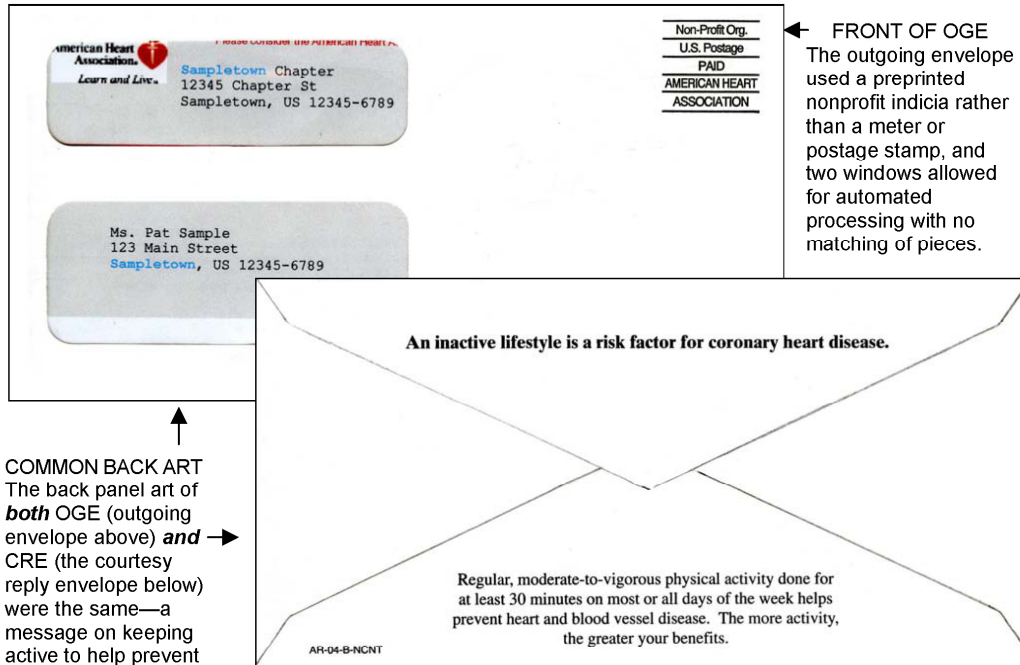 American Heart
Association®
Learn and Live™
Please consider the American Heart A
Sampletown Chapter
12345 Chapter St
Sampletown, US 12345-6789
Non-Profit Org.
U.S. Postage
PAID
AMERICAN HEART
ASSOCIATION
FRONT OF OGE
The outgoing envelope
used a preprinted
nonprofit indicia rather
than a meter or
postage stamp, and
two windows allowed
for automated
processing with no
matching of pieces.
Ms. Pat Sample
123 Main Street
Sampletown, US 12345-6789
An inactive lifestyle is a risk factor for coronary heart disease.
COMMON BACK ART
The back panel art of
both OGE (outgoing
envelope above) and
CRE (the courtesy
reply envelope below)
were the same—a
message on keeping
active to help prevent
Regular, moderate-to-vigorous physical activity done for
at least 30 minutes on most or all days of the week helps
prevent heart and blood vessel disease. The more activity,
the greater your benefits.
AR-04-B-NCNT